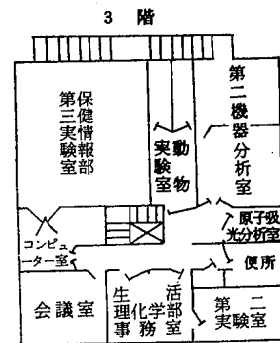 3 階
保健情報部
第三実験室
動物
実験室
第二機器分析室
原子吸
光分析室
コンピュ
ーター室
便所
会議室
生活
理化学部
事務室
第二
実験室